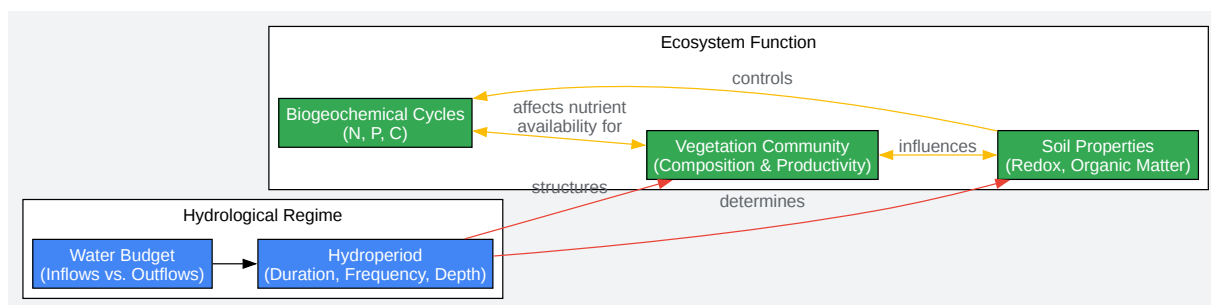 Ecosystem Function
controls
Biogeochemical Cycles
(N, P, C)
affects nutrient
availability for
Vegetation Community
(Composition & Productivity)
influences
Soil Properties
(Redox, Organic Matter)
structures
determines
Hydrological Regime
Water Budget
(Inflows vs. Outflows)
Hydroperiod
(Duration, Frequency, Depth)